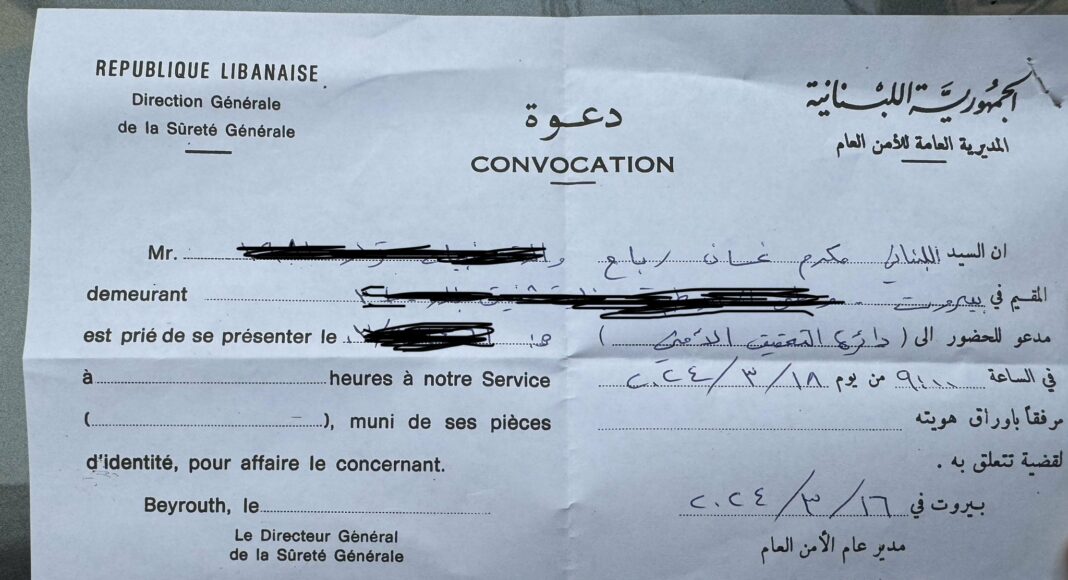 REPUBLIQUE LIBANAISE
Direction Générale
de la Sûreté Générale
الجمهورية اللبنانية
المديرية العامة للأمن العام
دعوة
CONVOCATION
ان السيد اللبناني مكرم غسان رباح
المقيم في بيروت
مدعو للحضور الى ( دائرة التحقيق )
في الساعة ٩:٠٠ من يوم ٢٠٢٤/٣/١٨
مرفقاً باوراق هويته
لقضية تتعلق به .
بيروت في ٢٠٢٤/٣/١٦
مدير عام الأمن العام
Mr.
demeurant
est prié de se présenter le
à heures à notre Service
( ), muni de ses pièces
d'identité, pour affaire le concernant.
Beyrouth, le
Le Directeur Général
de la Sûreté Générale